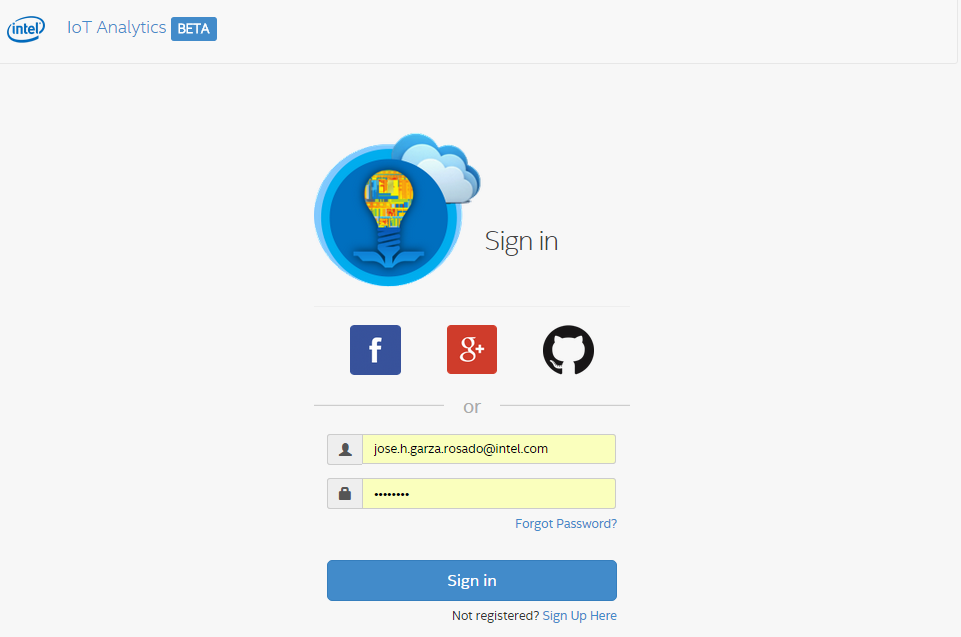 intel IoT Analytics BETA
Sign in
f g+
or
jose.h.garza.rosado@intel.com
••••••••
Forgot Password?
Sign in
Not registered? Sign Up Here